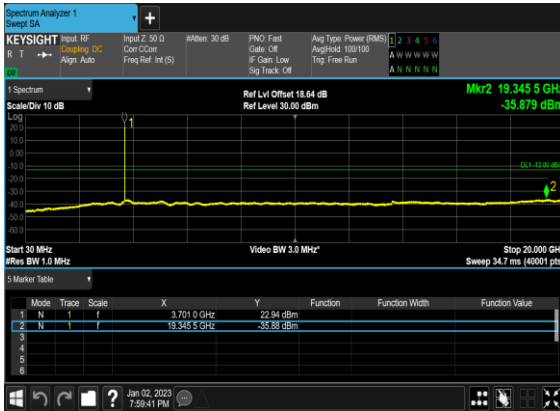 Spectrum Analyzer 1
Swept SA
KEYSIGHT
R T
Input: RF
Coupling: DC
Align: Auto
Input Z: 50 Ω
Corr CCorr
Freq Ref: Int (S)
#Atten: 30 dB
PNO: Fast
Gate: Off
IF Gain: Low
Sig Track: Off
Avg Type: Power (RMS)
Avg|Hold: 100/100
Trig: Free Run
1 2 3 4 5 6
A W W W W W
A N N N N N
1 Spectrum
Scale/Div 10 dB
Ref Lvl Offset 18.64 dB
Ref Level 30.00 dBm
Mkr2 19.345 5 GHz
-35.879 dBm
Log
20.0
10.0
0.00
-10.0
-20.0
-30.0
-40.0
-50.0
-60.0
1
DL1 -13.00 dBm
2
Start 30 MHz
#Res BW 1.0 MHz
Video BW 3.0 MHz*
Stop 20.000 GHz
Sweep 34.7 ms (40001 pts)
5 Marker Table
Mode Trace Scale X Y Function Function Width Function Value
1 N 1 f 3.701 0 GHz 22.94 dBm
2 N 1 f 19.345 5 GHz -35.88 dBm
3
4
5
6
Jan 02, 2023
7:59:41 PM